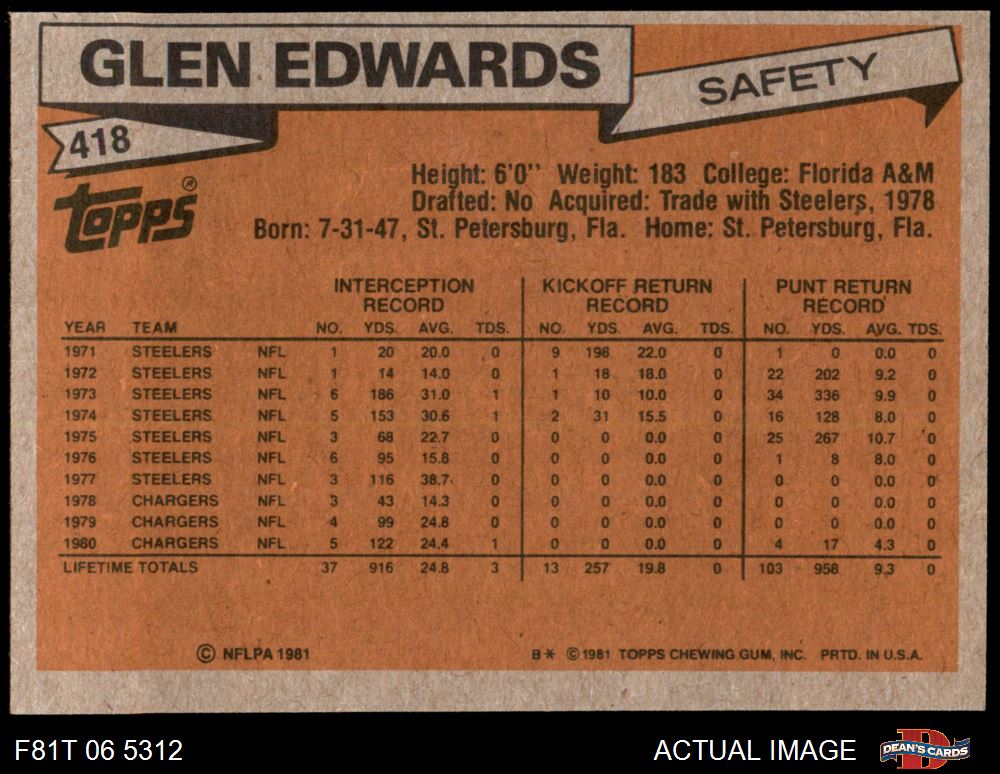 GLEN EDWARDS
SAFETY
418
TOPPS®
Height: 6'0" Weight: 183 College: Florida A&M
Drafted: No Acquired: Trade with Steelers, 1978
Born: 7-31-47, St. Petersburg, Fla. Home: St. Petersburg, Fla.
INTERCEPTION RECORD KICKOFF RETURN RECORD PUNT RETURN RECORD
YEAR TEAM NO. YDS. AVG. TDS. NO. YDS. AVG. TDS. NO. YDS. AVG. TDS.
1971 STEELERS NFL 1 20 20.0 0 9 198 22.0 0 1 0 0.0 0
1972 STEELERS NFL 1 14 14.0 0 1 18 18.0 0 22 202 9.2 0
1973 STEELERS NFL 6 186 31.0 1 1 10 10.0 0 34 336 9.9 0
1974 STEELERS NFL 5 153 30.6 1 2 31 15.5 0 16 128 8.0 0
1975 STEELERS NFL 3 68 22.7 0 0 0 0.0 0 25 267 10.7 0
1976 STEELERS NFL 6 95 15.8 0 0 0 0.0 0 1 8 8.0 0
1977 STEELERS NFL 3 116 38.7 0 0 0 0.0 0 0 0 0.0 0
1978 CHARGERS NFL 3 43 14.3 0 0 0 0.0 0 0 0 0.0 0
1979 CHARGERS NFL 4 99 24.8 0 0 0 0.0 0 0 0 0.0 0
1980 CHARGERS NFL 5 122 24.4 1 0 0 0.0 0 4 17 4.3 0
LIFETIME TOTALS 37 916 24.8 3 13 257 19.8 0 103 958 9.3 0
© NFLPA 1981 B* © 1981 TOPPS CHEWING GUM, INC. PRTD. IN U.S.A.
F81T 06 5312 ACTUAL IMAGE DEAN'S CARDS